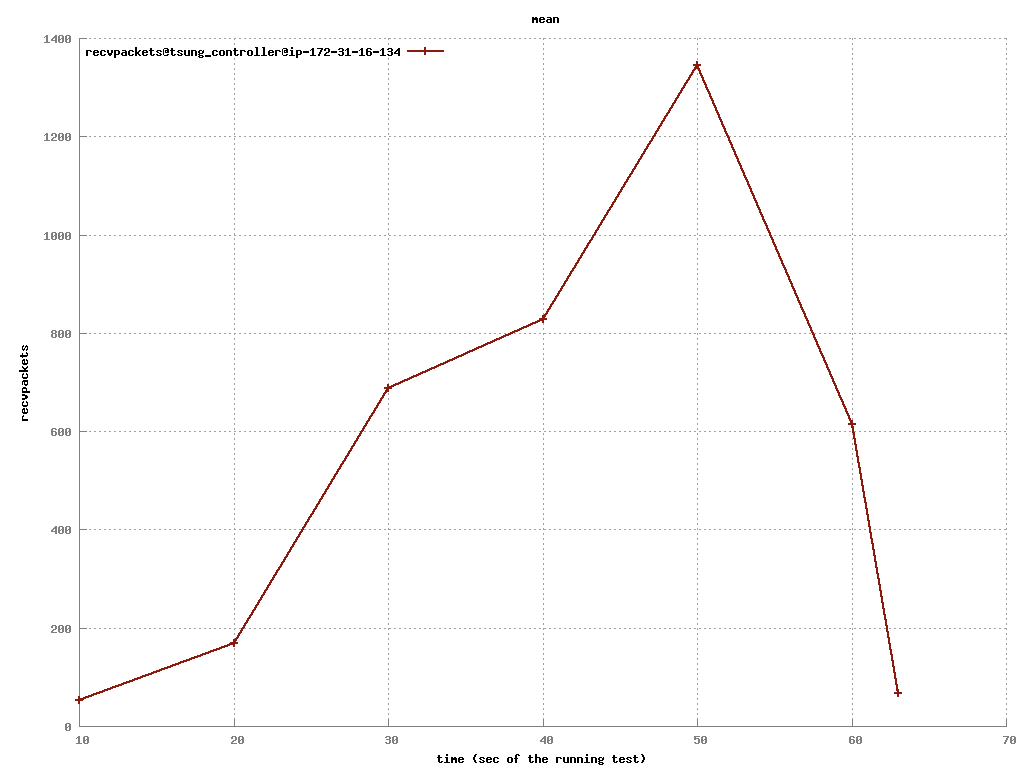 mean
1400
recvpackets@tsung_controller@ip-172-31-16-134
1200
1000
800
600
400
200
0
recvpackets
10 20 30 40 50 60 70
time (sec of the running test)